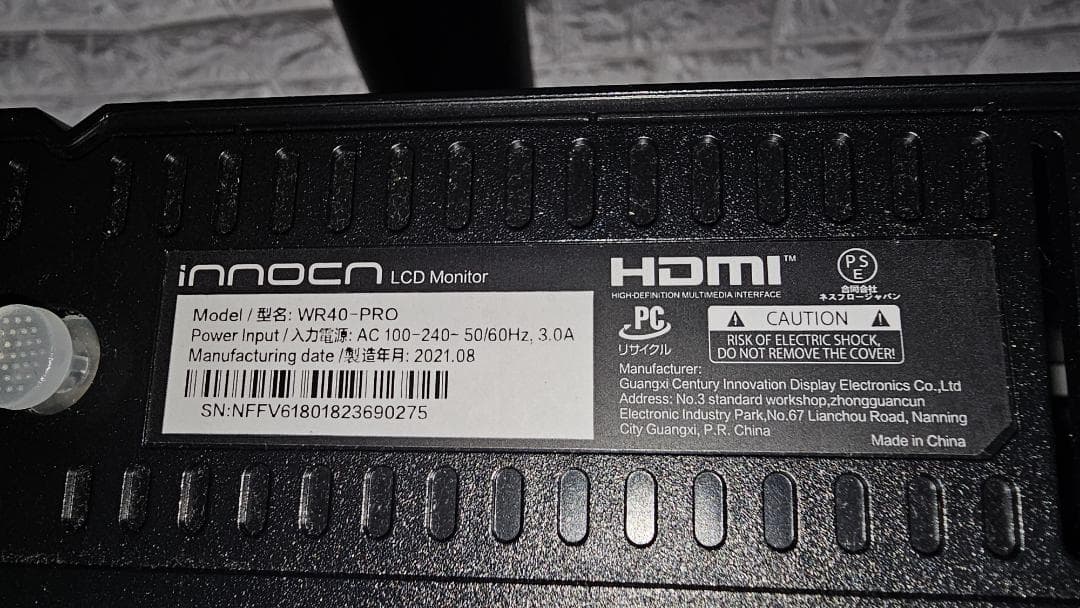 innocn LCD Monitor
Model / 型名: WR40-PRO
Power Input / 入力電源: AC 100-240~ 50/60Hz, 3.0A
Manufacturing date /製造年月: 2021.08
SN:NFFV61801823690275
HDMI™
HIGH-DEFINITION MULTIMEDIA INTERFACE
PS
E
合同会社
ネスフロージャパン
PC
リサイクル
CAUTION
RISK OF ELECTRIC SHOCK,
DO NOT REMOVE THE COVER!
Manufacturer:
Guangxi Century Innovation Display Electronics Co.,Ltd
Address: No.3 standard workshop,zhongguancun
Electronic Industry Park,No.67 Lianchou Road, Nanning
City Guangxi, P.R. China
Made in China